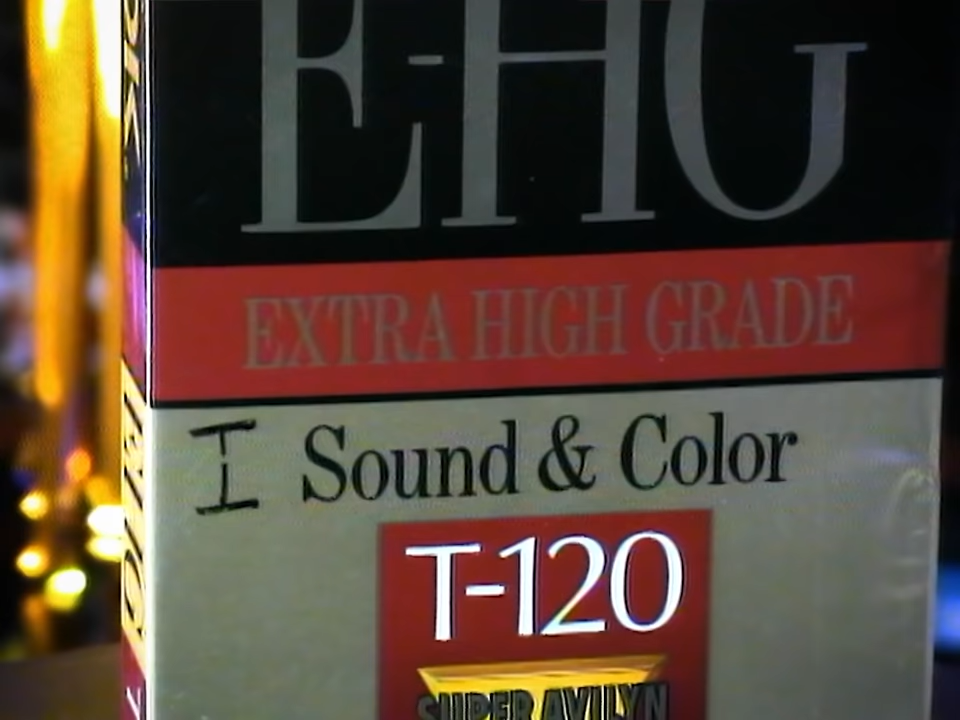 E-HG
EXTRA HIGH GRADE
I Sound & Color
T-120
SUPER AVILYN